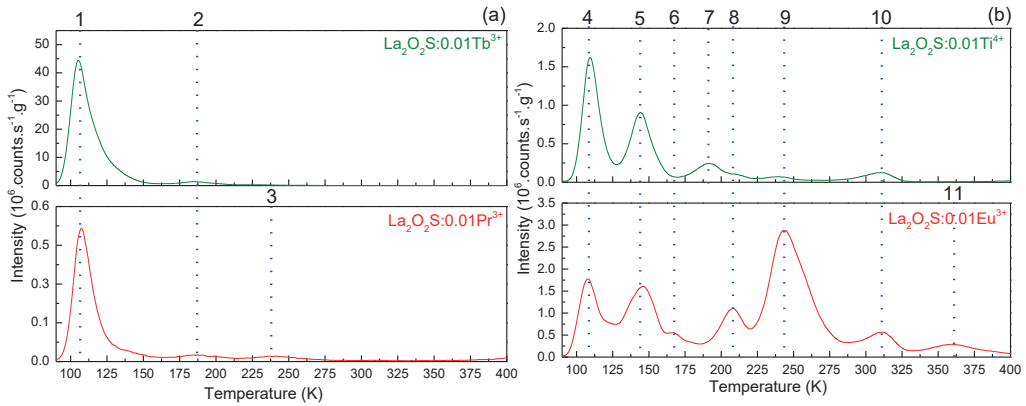 1 2 (a)
La₂O₂S:0.01Tb³⁺
50
40
30
20
10
0
3
La₂O₂S:0.01Pr³⁺
0.6
0.5
0.3
0.1
0.0
Intensity (10⁶.counts.s⁻¹.g⁻¹)
100 125 150 175 200 225 250 275 300 325 350 375 400
Temperature (K)
4 5 6 7 8 9 10 (b)
La₂O₂S:0.01Ti⁴⁺
2.0
1.5
1.0
0.5
0.0
11
La₂O₂S:0.01Eu³⁺
3.5
3.0
2.5
2.0
1.5
1.0
0.5
0.0
Intensity (10⁶.counts.s⁻¹.g⁻¹)
100 125 150 175 200 225 250 275 300 325 350 375 400
Temperature (K)